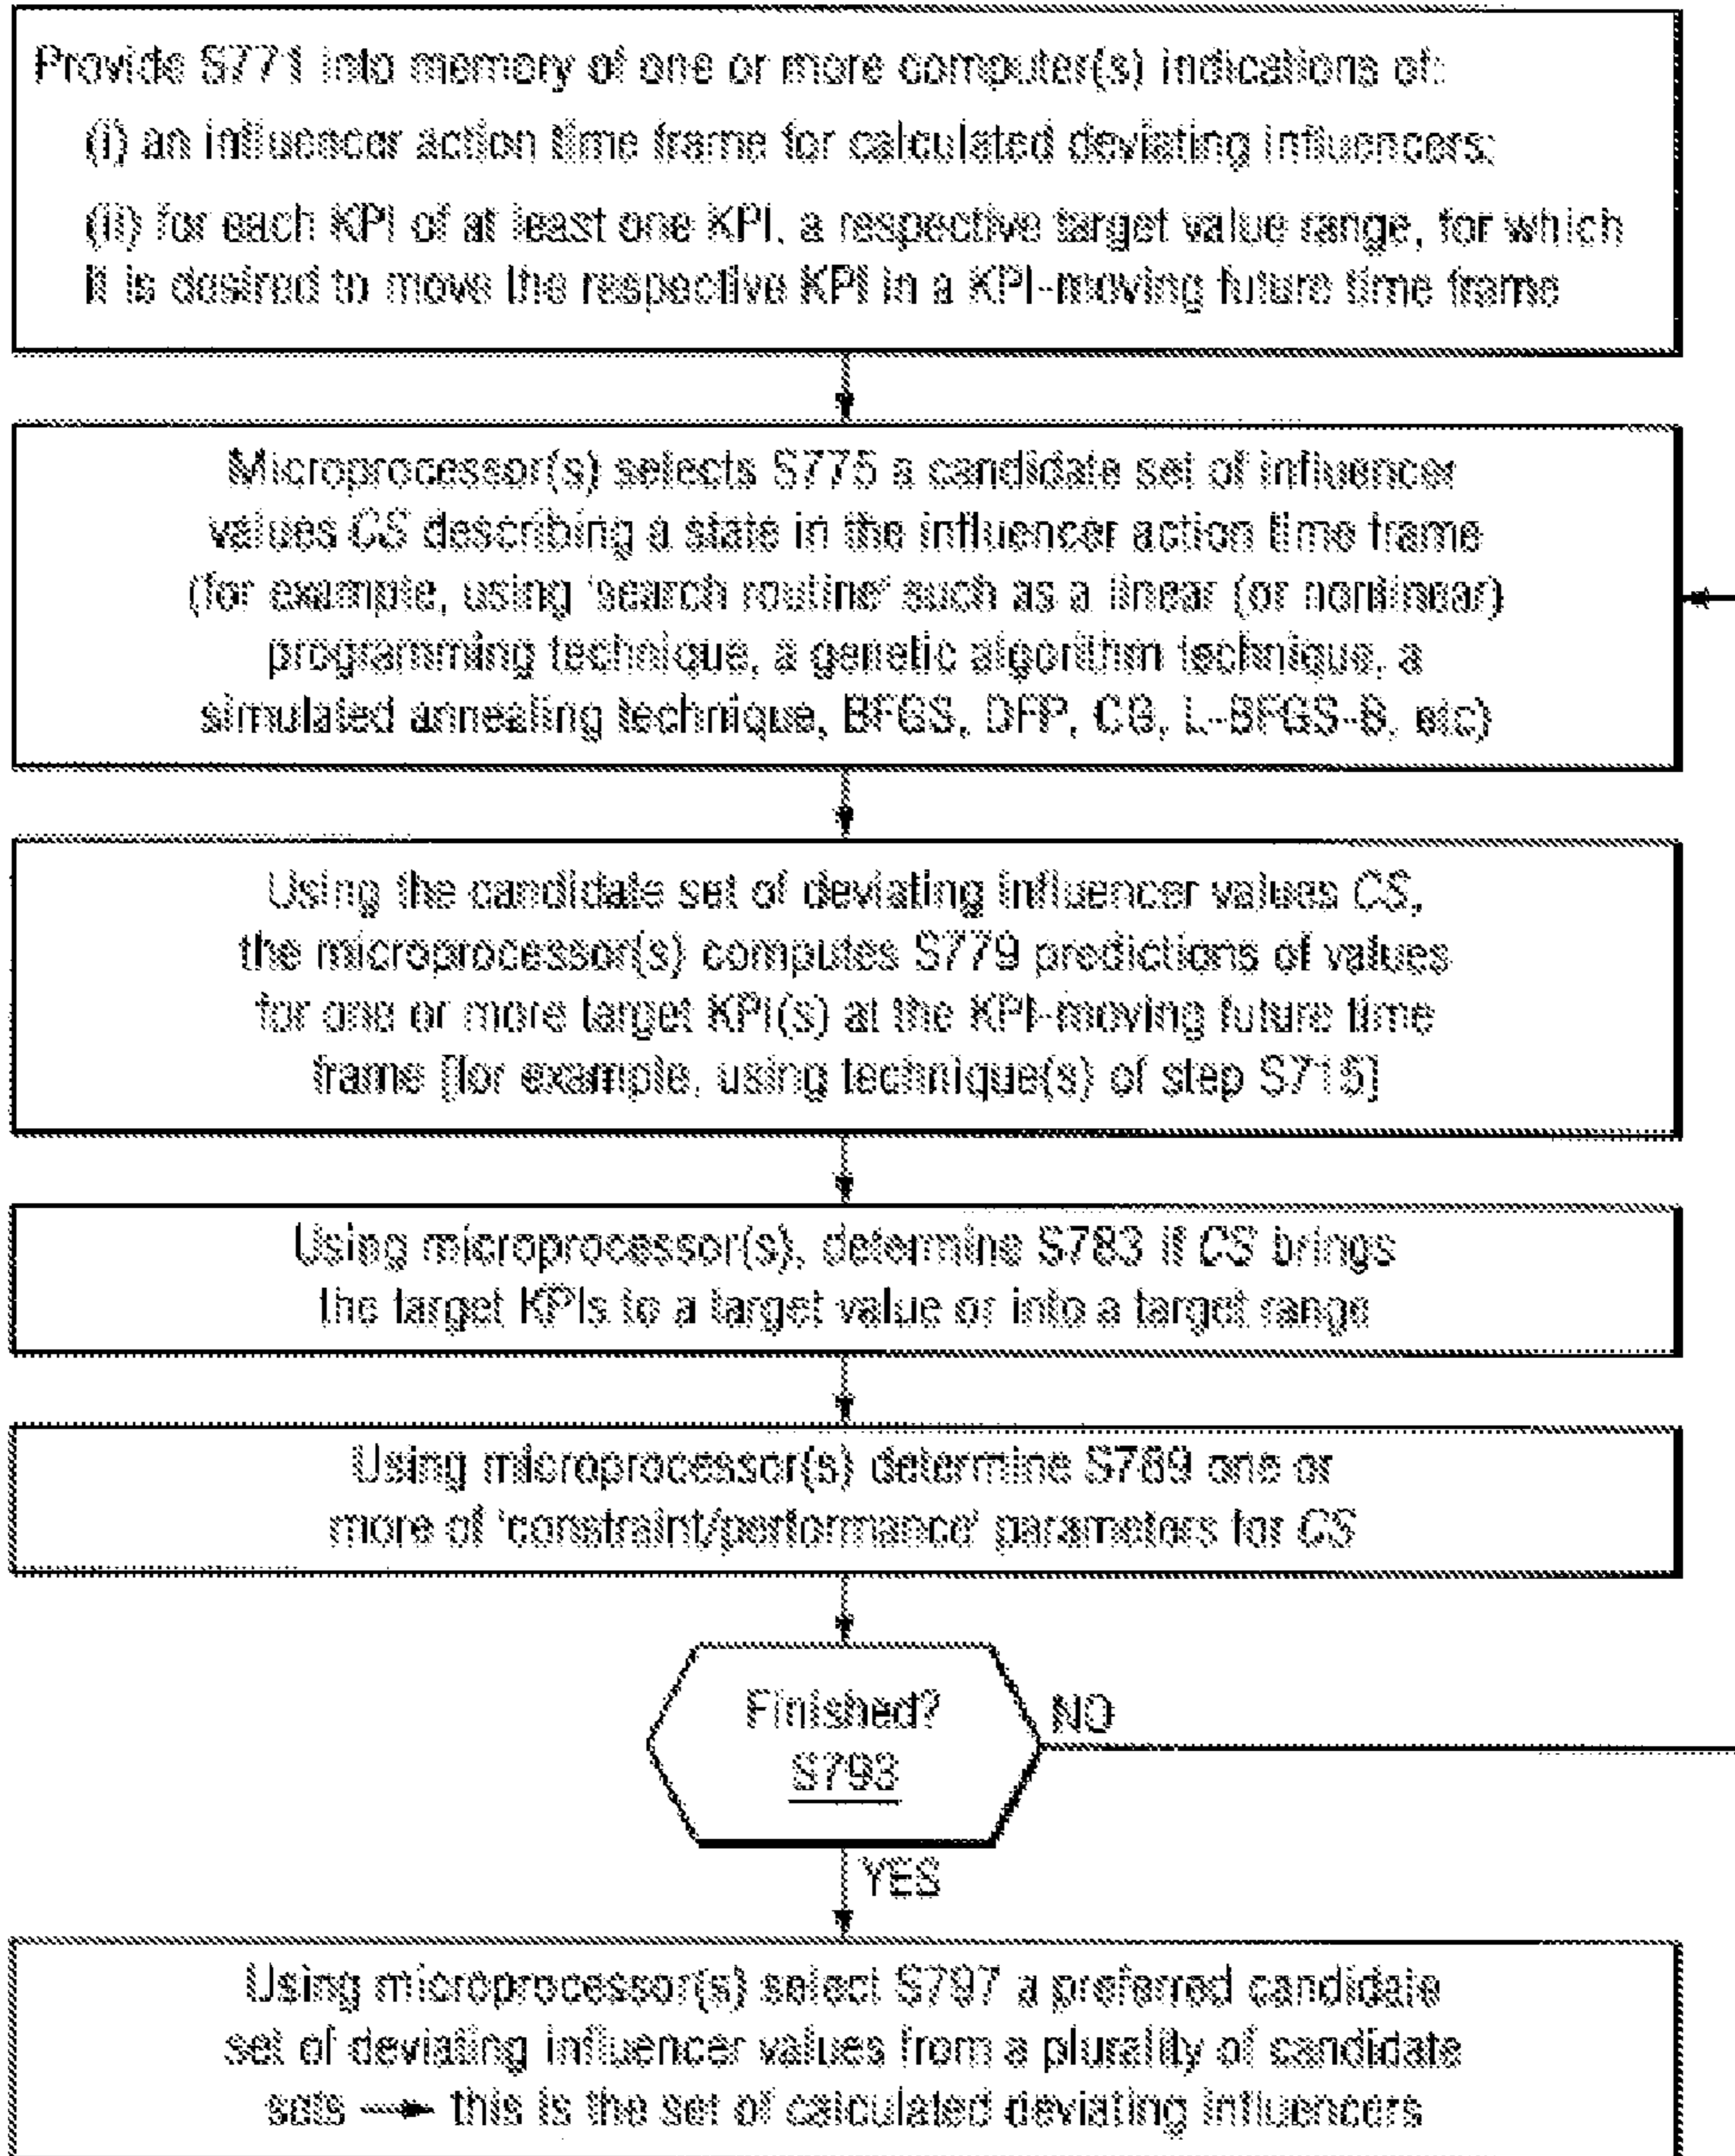 Provide S771 into memory of one or more computer(s) indications of:
(i) an influencer action time frame for calculated deviating influencers;
(ii) for each KPI of at least one KPI, a respective target value range, for which
it is desired to move the respective KPI in a KPI-moving future time frame
Microprocessor(s) selects S775 a candidate set of influencer
values CS describing a state in the influencer action time frame
(for example, using 'search routine' such as a linear (or nonlinear)
programming technique, a genetic algorithm technique, a
simulated annealing technique, BFGS, DFP, CG, L-BFGS-B, etc)
Using the candidate set of deviating influencer values CS,
the microprocessor(s) computes S779 predictions of values
for one or more target KPI(s) at the KPI-moving future time
frame [for example, using technique(s) of step S715]
Using microprocessor(s), determine S783 if CS brings
the target KPIs to a target value or into a target range
Using microprocessor(s) determine S789 one or
more of 'constraint/performance' parameters for CS
Finished?
S793
NO
YES
Using microprocessor(s) select S797 a preferred candidate
set of deviating influencer values from a plurality of candidate
sets → this is the set of calculated deviating influencers